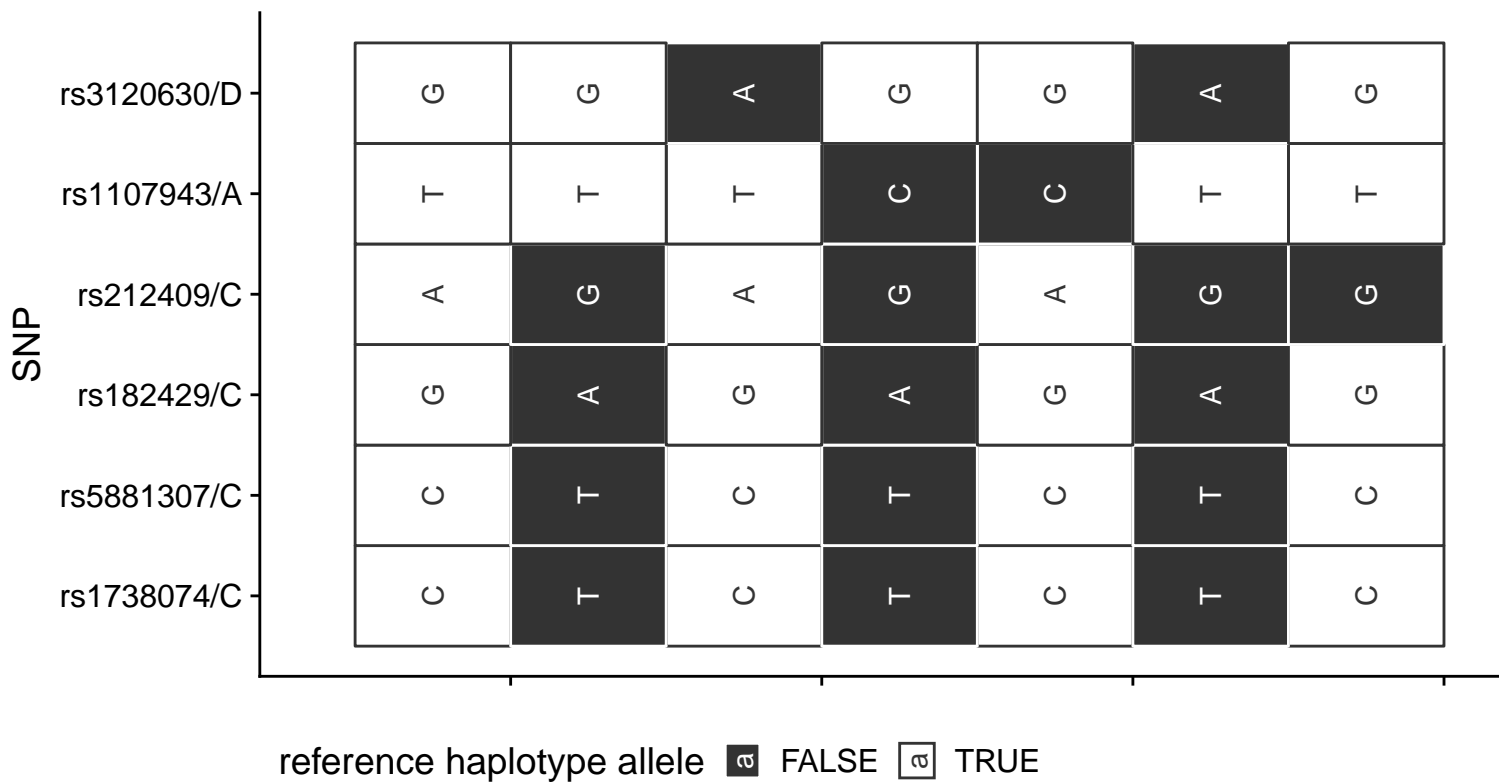 SNP
rs3120630/D G G A G G A G
rs1107943/A T T T C C T T
rs212409/C A G A G A G G
rs182429/C G A G A G A G
rs5881307/C C T C T C T C
rs1738074/C C T C T C T C
reference haplotype allele a FALSE a TRUE